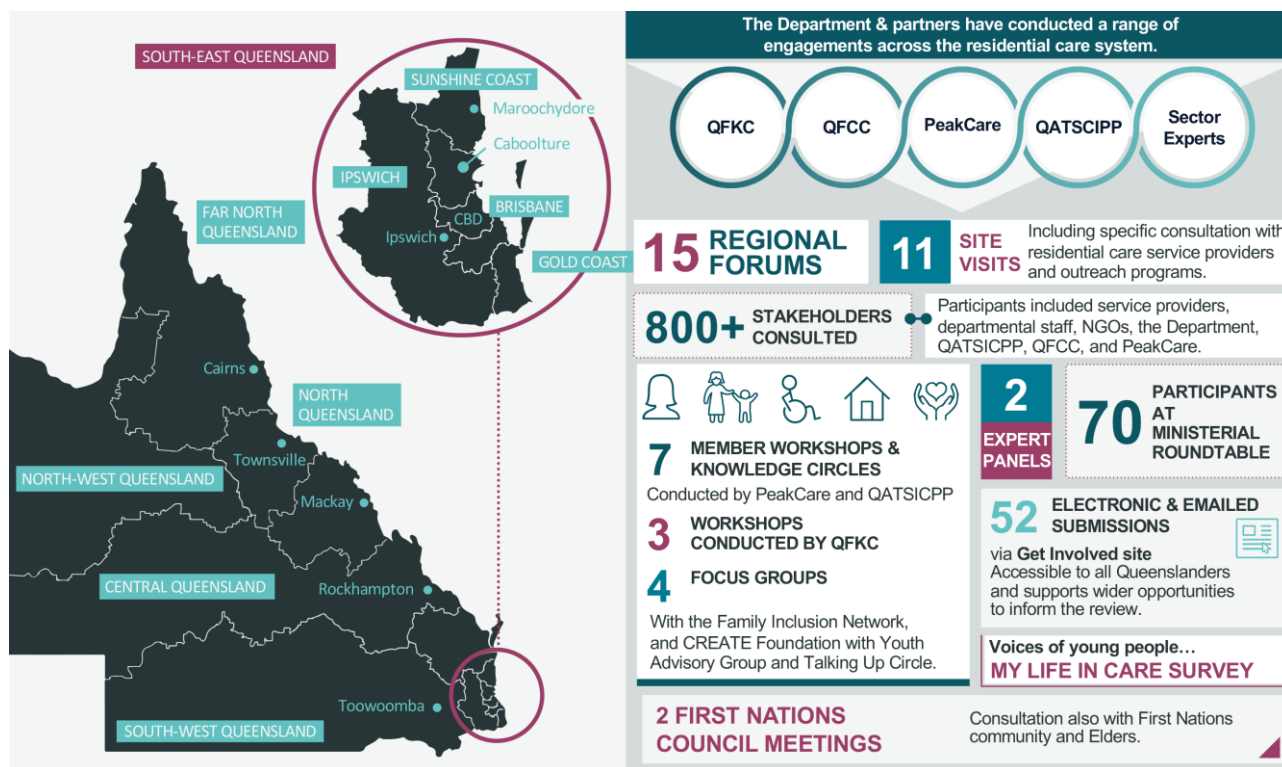 SOUTH-EAST QUEENSLAND
SUNSHINE COAST
Maroochydore
Caboolture
IPSWICH
BRISBANE
CBD
Ipswich
GOLD COAST
FAR NORTH
QUEENSLAND
Cairns
NORTH
QUEENSLAND
Townsville
NORTH-WEST QUEENSLAND
Mackay
CENTRAL QUEENSLAND
Rockhampton
Toowoomba
SOUTH-WEST QUEENSLAND
The Department & partners have conducted a range of
engagements across the residential care system.
QFKC
QFCC
PeakCare
QATSCIPP
Sector
Experts
15 REGIONAL
FORUMS
11 SITE
VISITS
Including specific consultation with
residential care service providers
and outreach programs.
800+ STAKEHOLDERS
CONSULTED
Participants included service providers,
departmental staff, NGOs, the Department,
QATSICPP, QFCC, and PeakCare.
7 MEMBER WORKSHOPS &
KNOWLEDGE CIRCLES
Conducted by PeakCare and QATSICPP
3 WORKSHOPS
CONDUCTED BY QFKC
4 FOCUS GROUPS
With the Family Inclusion Network,
and CREATE Foundation with Youth
Advisory Group and Talking Up Circle.
2
EXPERT
PANELS
70 PARTICIPANTS
AT
MINISTERIAL
ROUNDTABLE
52 ELECTRONIC & EMAILED
SUBMISSIONS
via Get Involved site
Accessible to all Queenslanders
and supports wider opportunities
to inform the review.
Voices of young people…
MY LIFE IN CARE SURVEY
2 FIRST NATIONS
COUNCIL MEETINGS
Consultation also with First Nations
community and Elders.